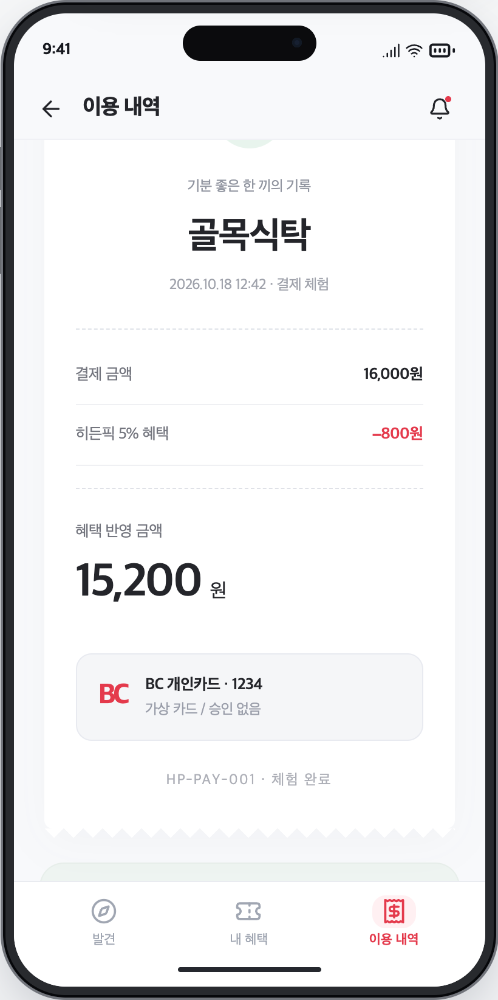 9:41
이용 내역
기분 좋은 한 끼의 기록
골목식탁
2026.10.18 12:42 · 결제 체험
결제 금액 16,000원
히든픽 5% 혜택 –800원
혜택 반영 금액
15,200 원
BC BC 개인카드 · 1234
가상 카드 / 승인 없음
HP-PAY-001 · 체험 완료
발견 내 혜택 이용 내역